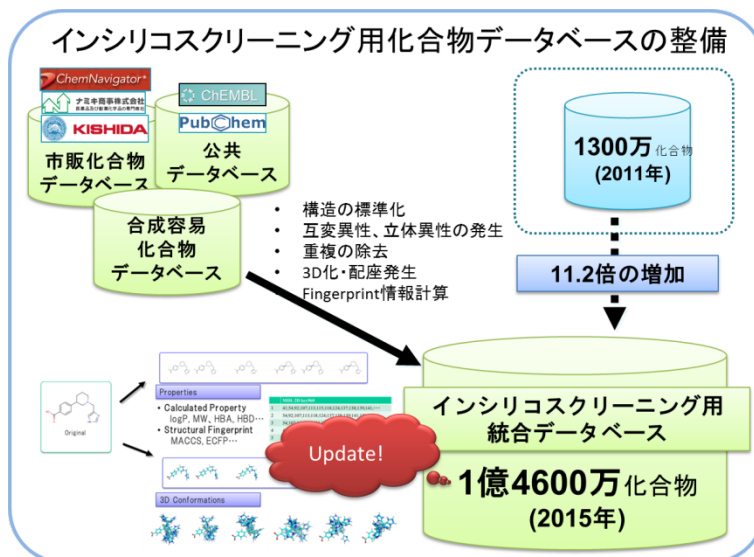 インシリコスクリーニング用化合物データベースの整備
ChemNavigator
ナミキ商事株式会社
KISHIDA
市販化合物
データベース
ChEMBL
PubChem
公共
データベース
合成容易
化合物
データベース
• 構造の標準化
• 互変異性、立体異性の発生
• 重複の除去
• 3D化・配座発生
• Fingerprint情報計算
1300万化合物
(2011年)
11.2倍の増加
Original
Properties
• Calculated Property
logP, MW, HBA, HBD…
• Structural Fingerprint
MACCS, ECFP…
3D Conformations
Update!
インシリコスクリーニング用
統合データベース
1億4600万化合物
(2015年)